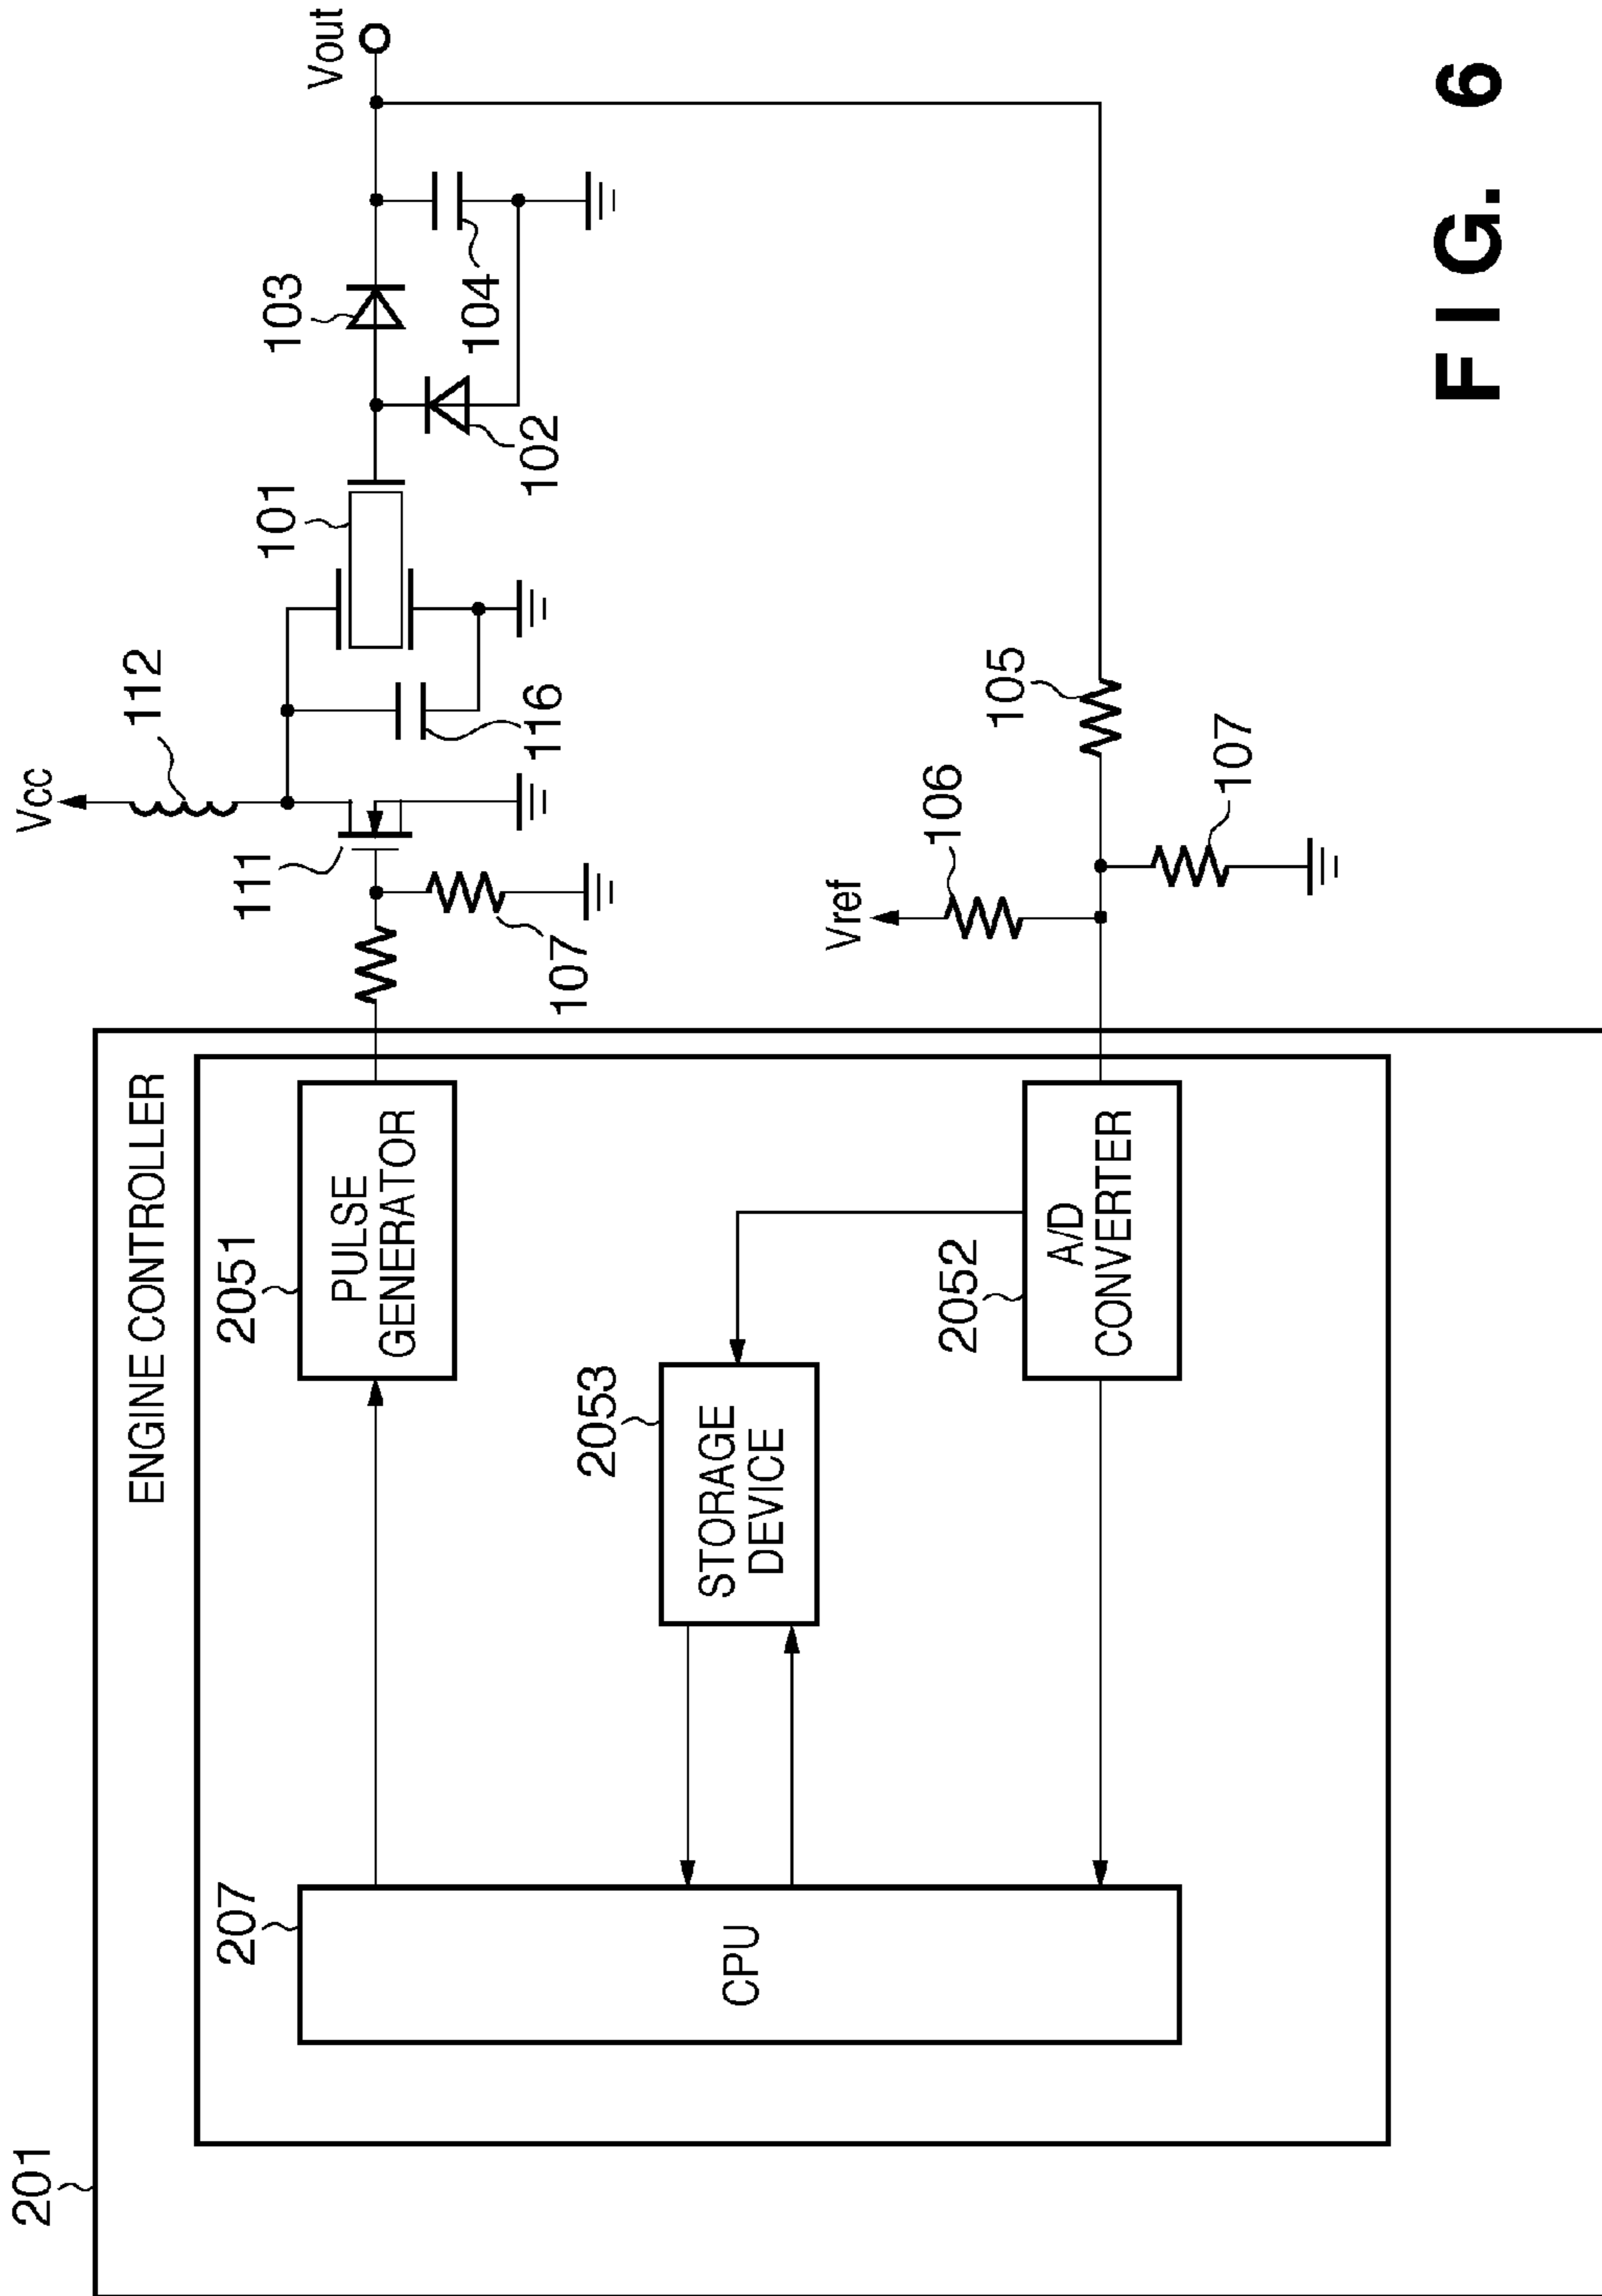 201
ENGINE CONTROLLER
207
CPU
2051
PULSE
GENERATOR
2053
STORAGE
DEVICE
2052
A/D
CONVERTER
Vcc
112
111
107
116
101
102
103
104
Vout
Vref
106
105
107
FIG. 6